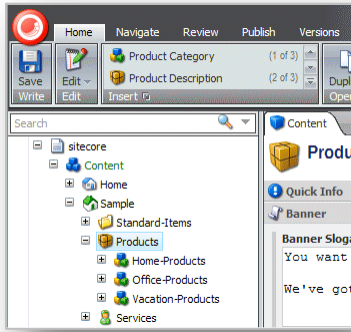 Home Navigate Review Publish Versions
Product Category (1 of 3)
Product Description (2 of 3)
Save Edit Dupl
Write Edit Insert Ope
Search
Content
sitecore
Content
Home
Sample
Standard-Items
Products
Home-Products
Office-Products
Vacation-Products
Services
Produ
Quick Info
Banner
Banner Sloga
You want
We've got